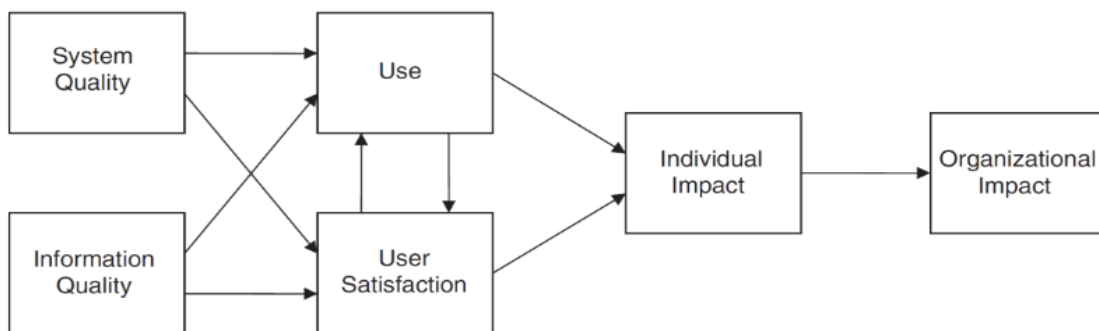 System
Quality
Use
Individual
Impact
Organizational
Impact
Information
Quality
User
Satisfaction